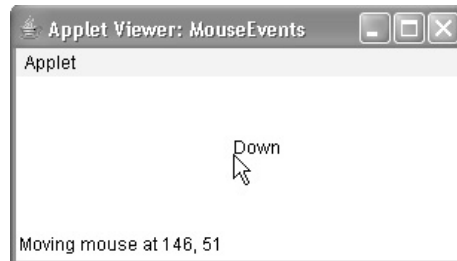 Applet Viewer: MouseEvents
Applet
Down
Moving mouse at 146, 51